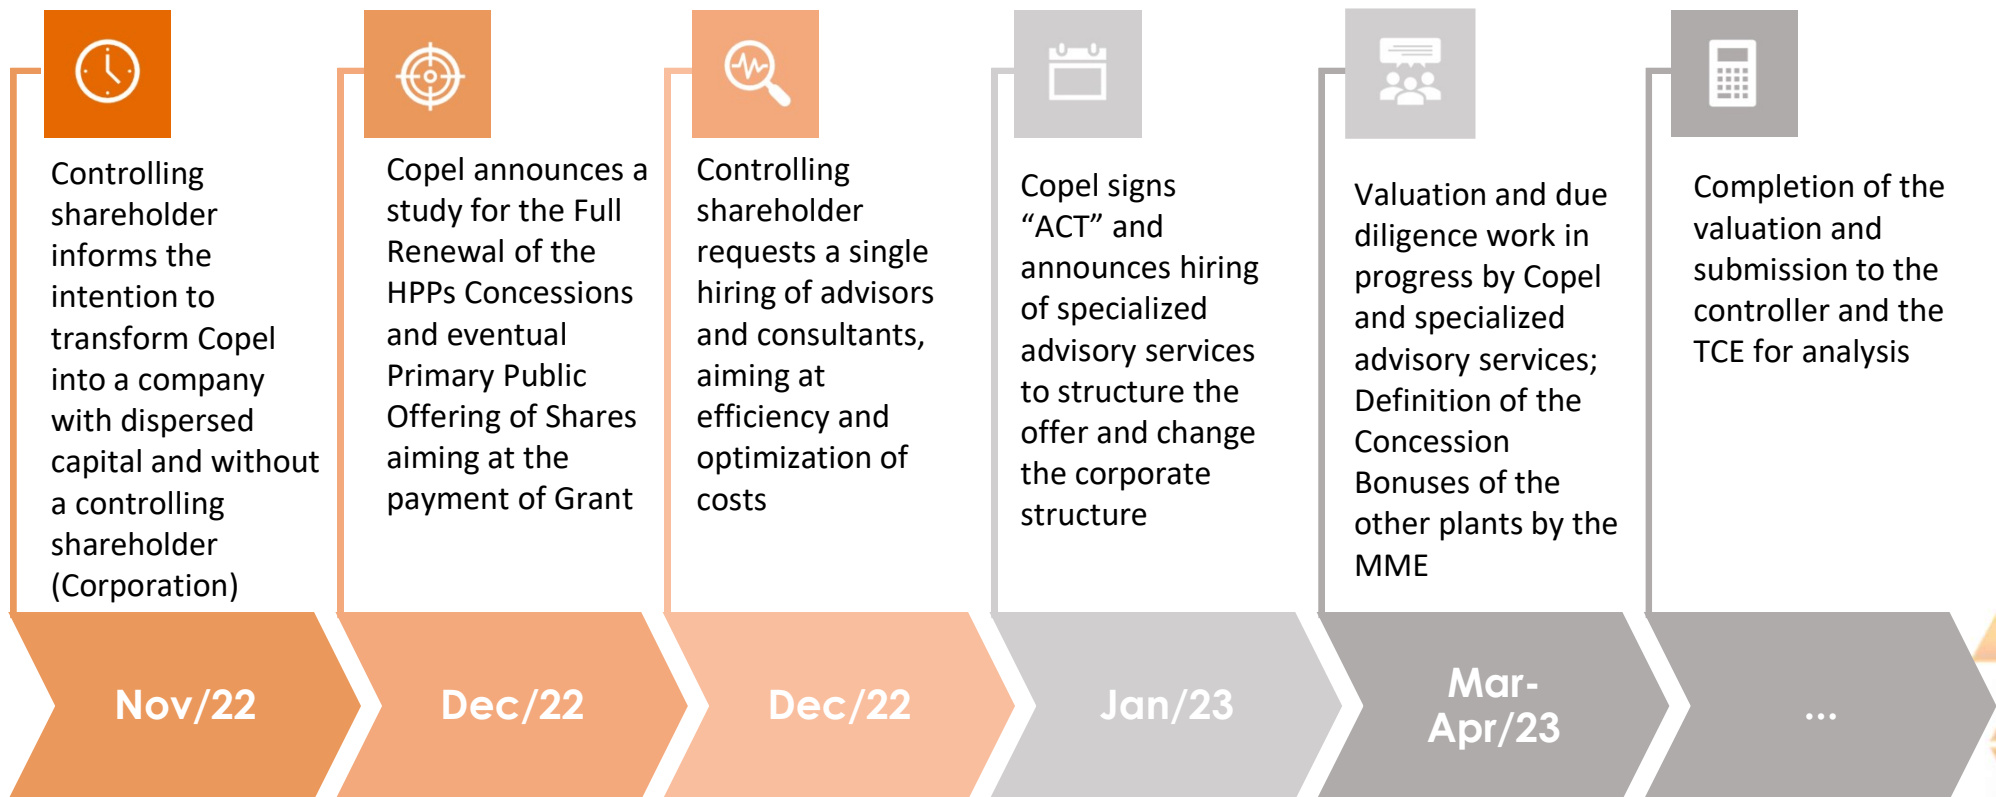 Controlling
shareholder
informs the
intention to
transform Copel
into a company
with dispersed
capital and without
a controlling
shareholder
(Corporation)
Copel announces a
study for the Full
Renewal of the
HPPs Concessions
and eventual
Primary Public
Offering of Shares
aiming at the
payment of Grant
Controlling
shareholder
requests a single
hiring of advisors
and consultants,
aiming at
efficiency and
optimization of
costs
Copel signs
“ACT” and
announces hiring
of specialized
advisory services
to structure the
offer and change
the corporate
structure
Valuation and due
diligence work in
progress by Copel
and specialized
advisory services;
Definition of the
Concession
Bonuses of the
other plants by the
MME
Completion of the
valuation and
submission to the
controller and the
TCE for analysis
Nov/22
Dec/22
Dec/22
Jan/23
Mar-
Apr/23
...